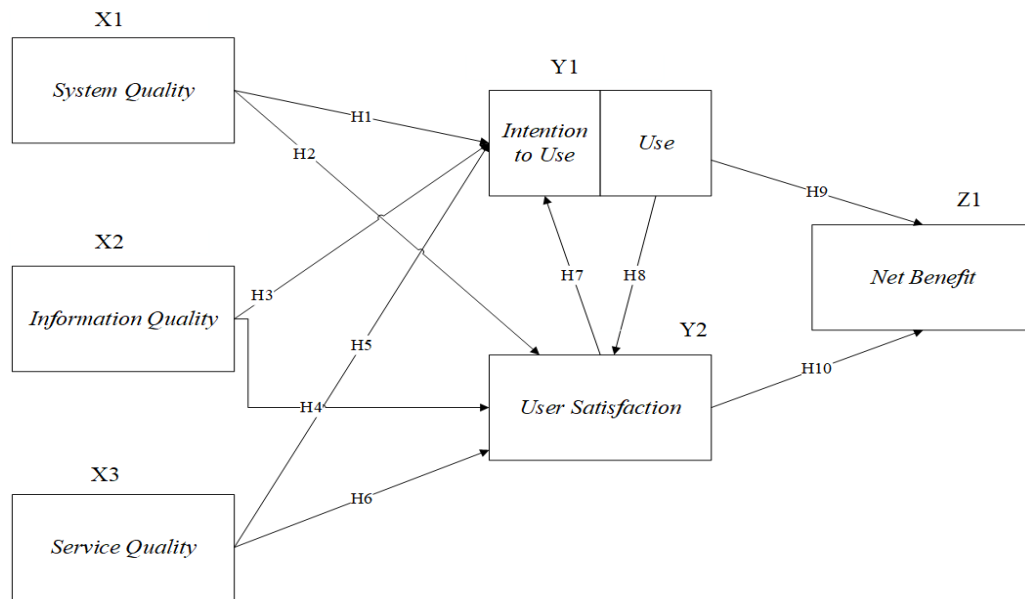 X1
System Quality
Y1
Intention
to Use
Use
H1
H2
H9
Z1
X2
Net Benefit
H3
H7
H8
Information Quality
H5
Y2
H10
H4
User Satisfaction
X3
H6
Service Quality